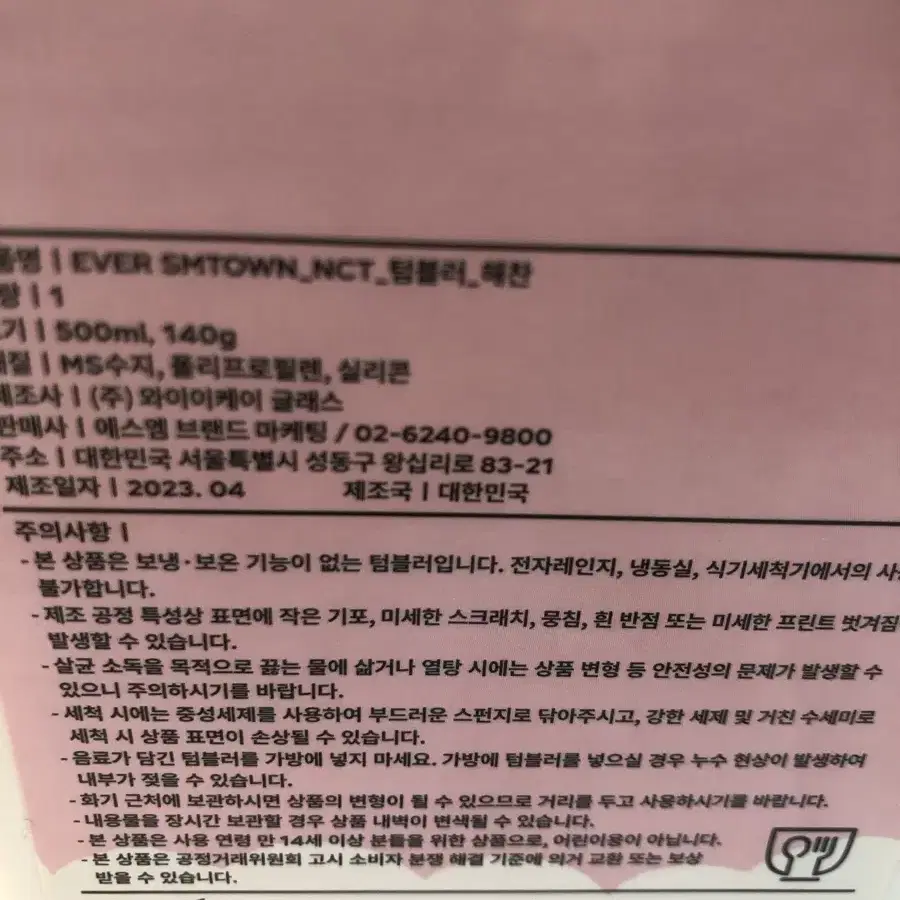 품명 | EVER SMTOWN_NCT_텀블러_해찬
량 | 1
기 | 500ml, 140g
질 | MS수지, 폴리프로필렌, 실리콘
제조사 | (주) 와이이케이 글래스
판매사 | 에스엠 브랜드 마케팅 / 02-6240-9800
주소 | 대한민국 서울특별시 성동구 왕십리로 83-21
제조일자 | 2023. 04 제조국 | 대한민국
주의사항 |
- 본 상품은 보냉·보온 기능이 없는 텀블러입니다. 전자레인지, 냉동실, 식기세척기에서의 사
불가합니다.
- 제조 공정 특성상 표면에 작은 기포, 미세한 스크래치, 뭉침, 흰 반점 또는 미세한 프린트 벗겨짐
발생할 수 있습니다.
- 살균 소독을 목적으로 끓는 물에 삶거나 열탕 시에는 상품 변형 등 안전성의 문제가 발생할 수
있으니 주의하시기를 바랍니다.
- 세척 시에는 중성세제를 사용하여 부드러운 스펀지로 닦아주시고, 강한 세제 및 거친 수세미로
세척 시 상품 표면이 손상될 수 있습니다.
- 음료가 담긴 텀블러를 가방에 넣지 마세요. 가방에 텀블러를 넣으실 경우 누수 현상이 발생하여
내부가 젖을 수 있습니다.
- 화기 근처에 보관하시면 상품의 변형이 될 수 있으므로 거리를 두고 사용하시기를 바랍니다.
- 내용물을 장시간 보관할 경우 상품 내벽이 변색될 수 있습니다.
- 본 상품은 사용 연령 만 14세 이상 분들을 위한 상품으로, 어린이용이 아닙니다.
- 본 상품은 공정거래위원회 고시 소비자 분쟁 해결 기준에 의거 교환 또는 보상
받을 수 있습니다.